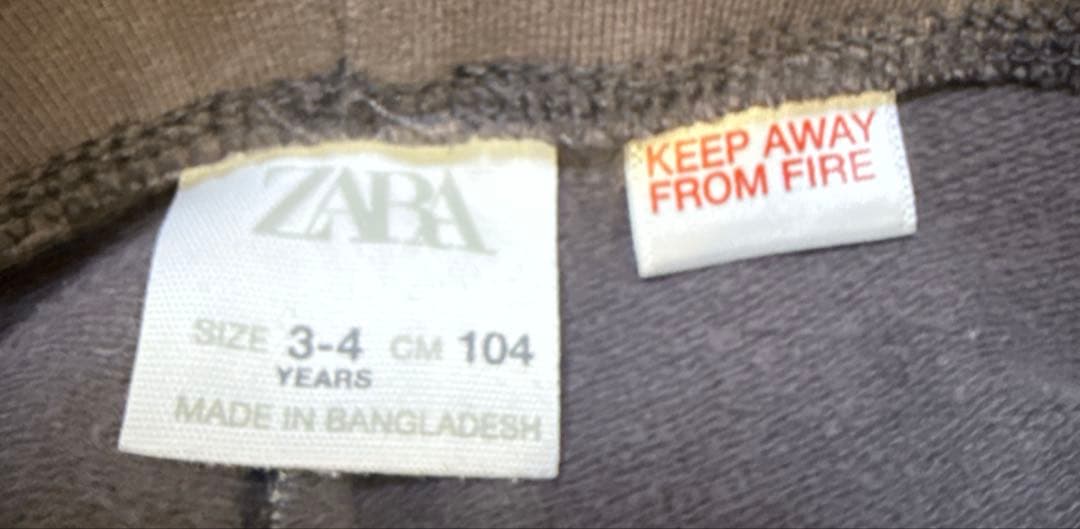 ZARA
SIZE 3-4 CM 104
YEARS
MADE IN BANGLADESH
KEEP AWAY
FROM FIRE